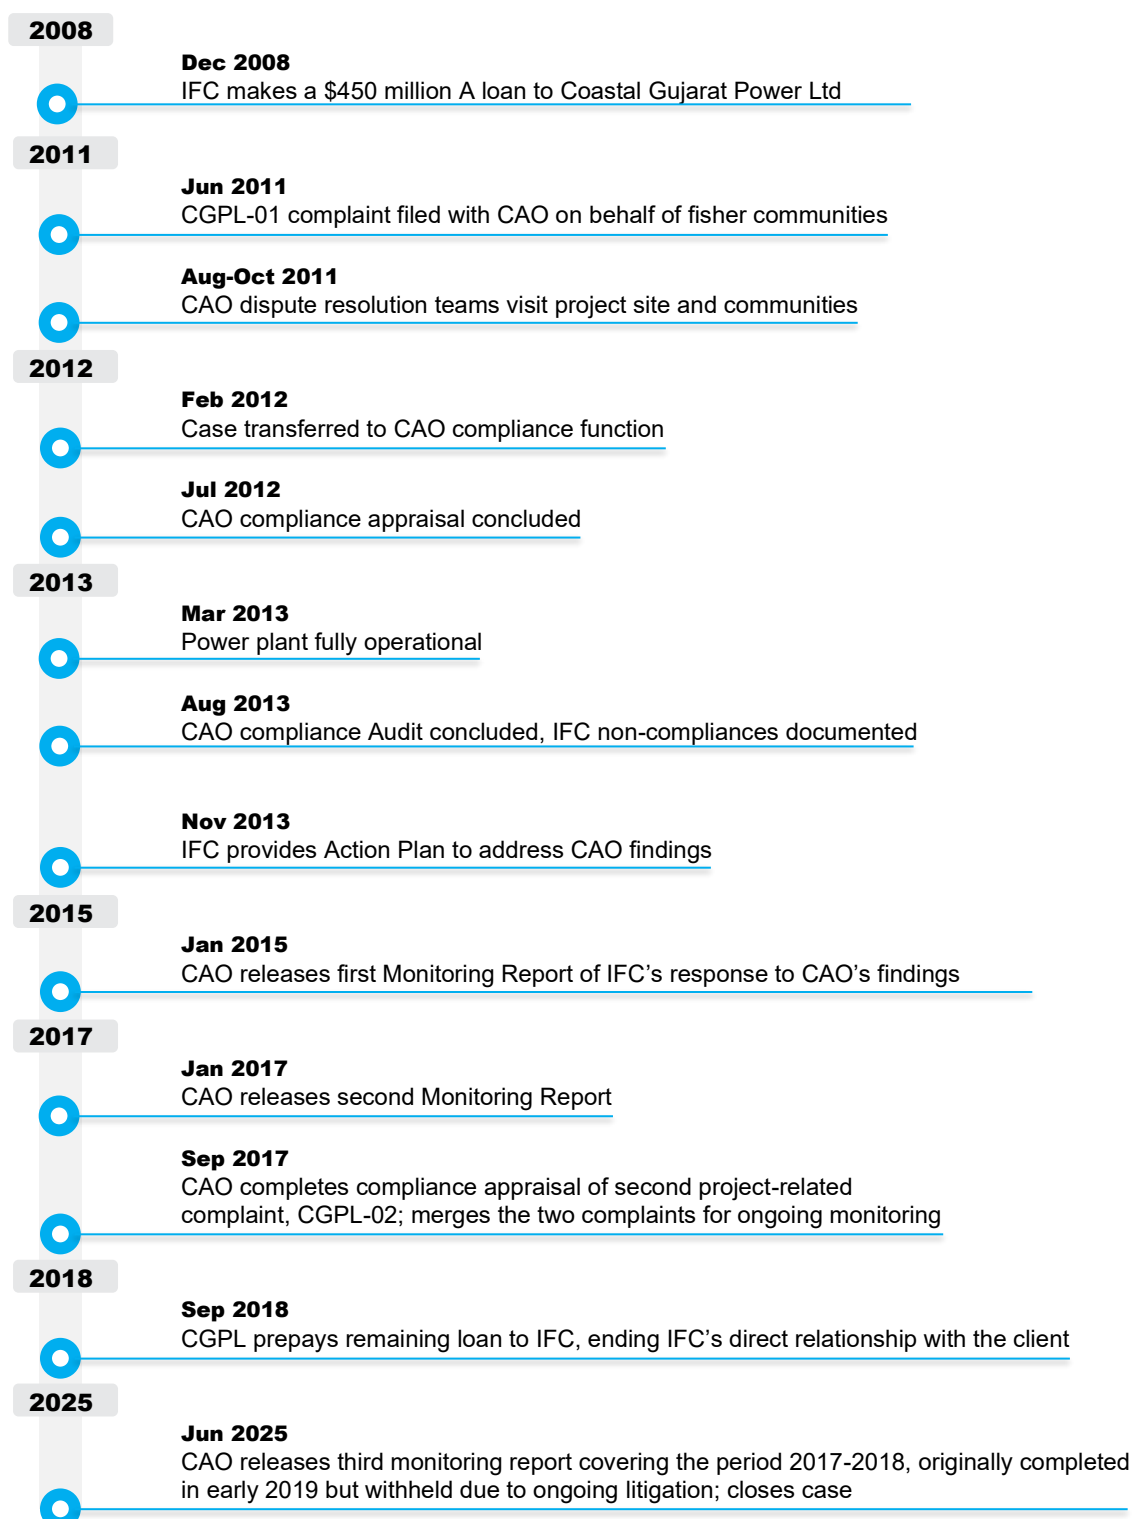 2008
Dec 2008
IFC makes a $450 million A loan to Coastal Gujarat Power Ltd
2011
Jun 2011
CGPL-01 complaint filed with CAO on behalf of fisher communities
Aug-Oct 2011
CAO dispute resolution teams visit project site and communities
2012
Feb 2012
Case transferred to CAO compliance function
Jul 2012
CAO compliance appraisal concluded
2013
Mar 2013
Power plant fully operational
Aug 2013
CAO compliance Audit concluded, IFC non-compliances documented
Nov 2013
IFC provides Action Plan to address CAO findings
2015
Jan 2015
CAO releases first Monitoring Report of IFC’s response to CAO’s findings
2017
Jan 2017
CAO releases second Monitoring Report
Sep 2017
CAO completes compliance appraisal of second project-related
complaint, CGPL-02; merges the two complaints for ongoing monitoring
2018
Sep 2018
CGPL prepays remaining loan to IFC, ending IFC’s direct relationship with the client
2025
Jun 2025
CAO releases third monitoring report covering the period 2017-2018, originally completed
in early 2019 but withheld due to ongoing litigation; closes case